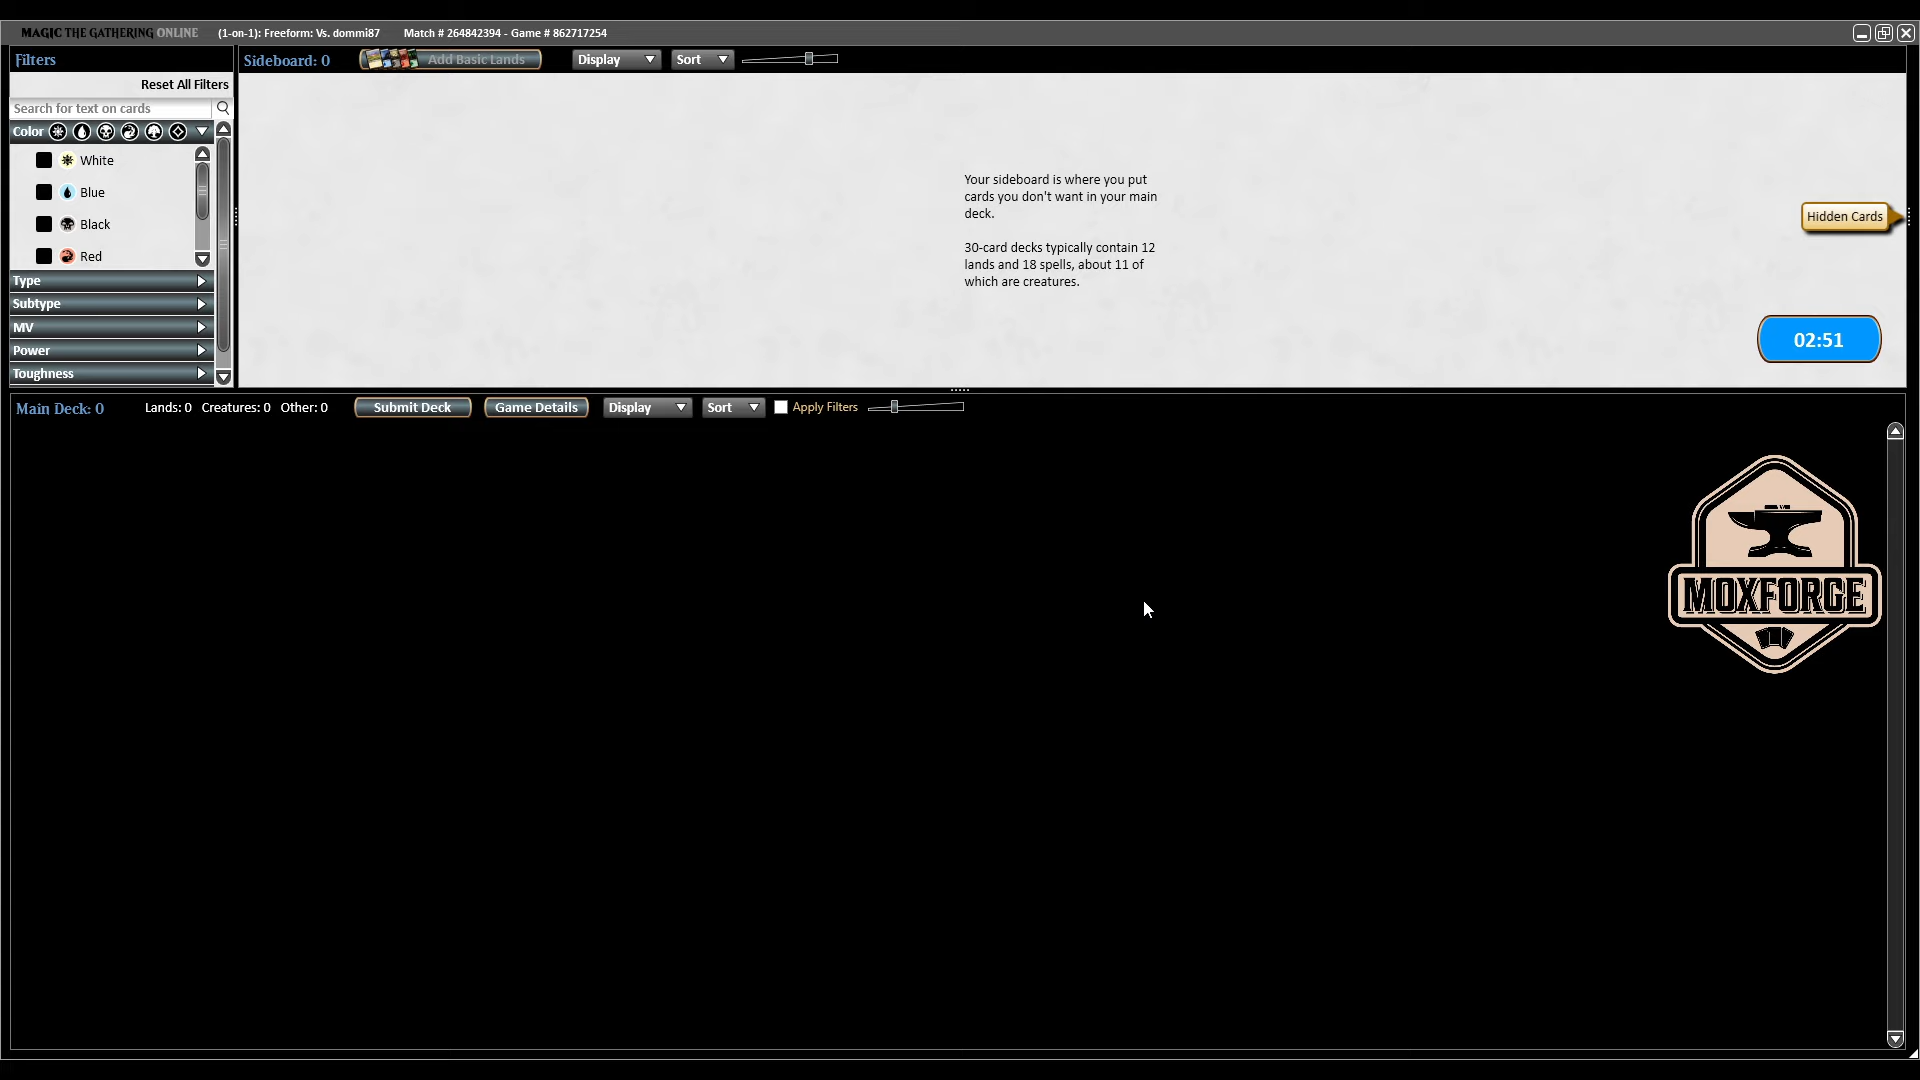 MAGIC THE GATHERING ONLINE (1-on-1): Freeform: Vs. dommi87 Match # 264842394 - Game # 862717254
Filters
Sideboard: 0 Add Basic Lands Display Sort
Reset All Filters
Search for text on cards
Color
White
Blue
Black
Red
Type
Subtype
MV
Power
Toughness
Your sideboard is where you put
cards you don't want in your main
deck.
30-card decks typically contain 12
lands and 18 spells, about 11 of
which are creatures.
Hidden Cards
02:51
Main Deck: 0 Lands: 0 Creatures: 0 Other: 0 Submit Deck Game Details Display Sort Apply Filters
MOXFORGE